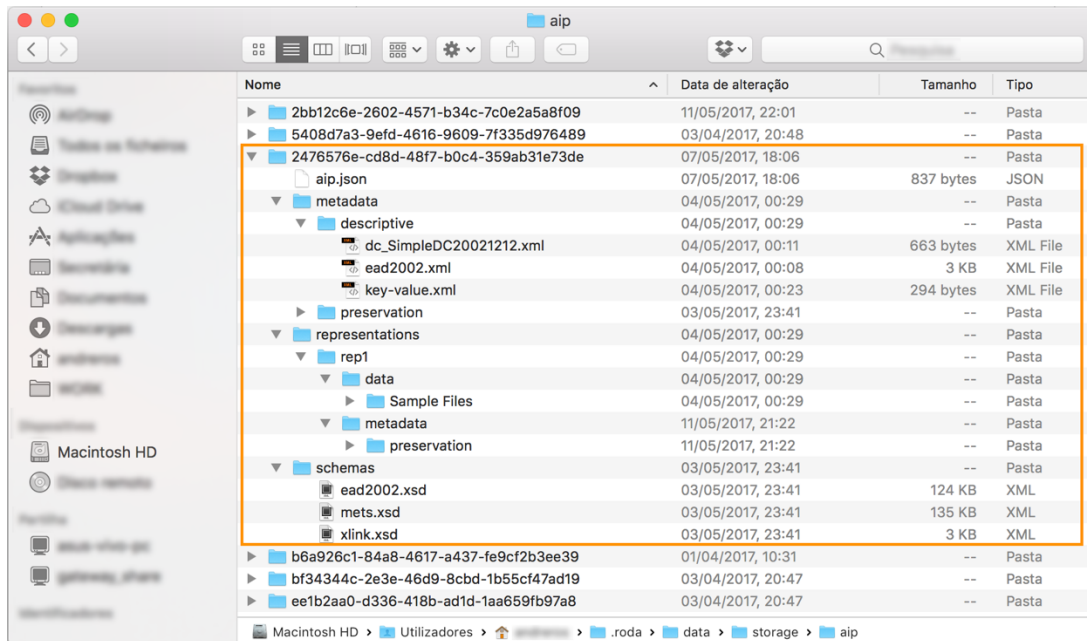 aip
Nome Data de alteração Tamanho Tipo
2bb12c6e-2602-4571-b34c-7c0e2a5a8f09 11/05/2017, 22:01 -- Pasta
5408d7a3-9efd-4616-9609-7f335d976489 03/04/2017, 20:48 -- Pasta
2476576e-cd8d-48f7-b0c4-359ab31e73de 07/05/2017, 18:06 -- Pasta
aip.json 07/05/2017, 18:06 837 bytes JSON
metadata 04/05/2017, 00:29 -- Pasta
descriptive 04/05/2017, 00:29 -- Pasta
dc_SimpleDC20021212.xml 04/05/2017, 00:11 663 bytes XML File
ead2002.xml 04/05/2017, 00:08 3 KB XML File
key-value.xml 04/05/2017, 00:23 294 bytes XML File
preservation 03/05/2017, 23:41 -- Pasta
representations 04/05/2017, 00:29 -- Pasta
rep1 04/05/2017, 00:29 -- Pasta
data 04/05/2017, 00:29 -- Pasta
Sample Files 04/05/2017, 00:29 -- Pasta
metadata 11/05/2017, 21:22 -- Pasta
Macintosh HD preservation 11/05/2017, 21:22 -- Pasta
schemas 03/05/2017, 23:41 -- Pasta
ead2002.xsd 03/05/2017, 23:41 124 KB XML
mets.xsd 03/05/2017, 23:41 135 KB XML
xlink.xsd 03/05/2017, 23:41 3 KB XML
b6a926c1-84a8-4617-a437-fe9cf2b3ee39 01/04/2017, 10:31 -- Pasta
bf34344c-2e3e-46d9-8cbd-1b55cf47ad19 03/04/2017, 20:47 -- Pasta
ee1b2aa0-d336-418b-ad1d-1aa659fb97a8 03/04/2017, 20:47 -- Pasta
Macintosh HD › Utilizadores › › .roda › data › storage › aip